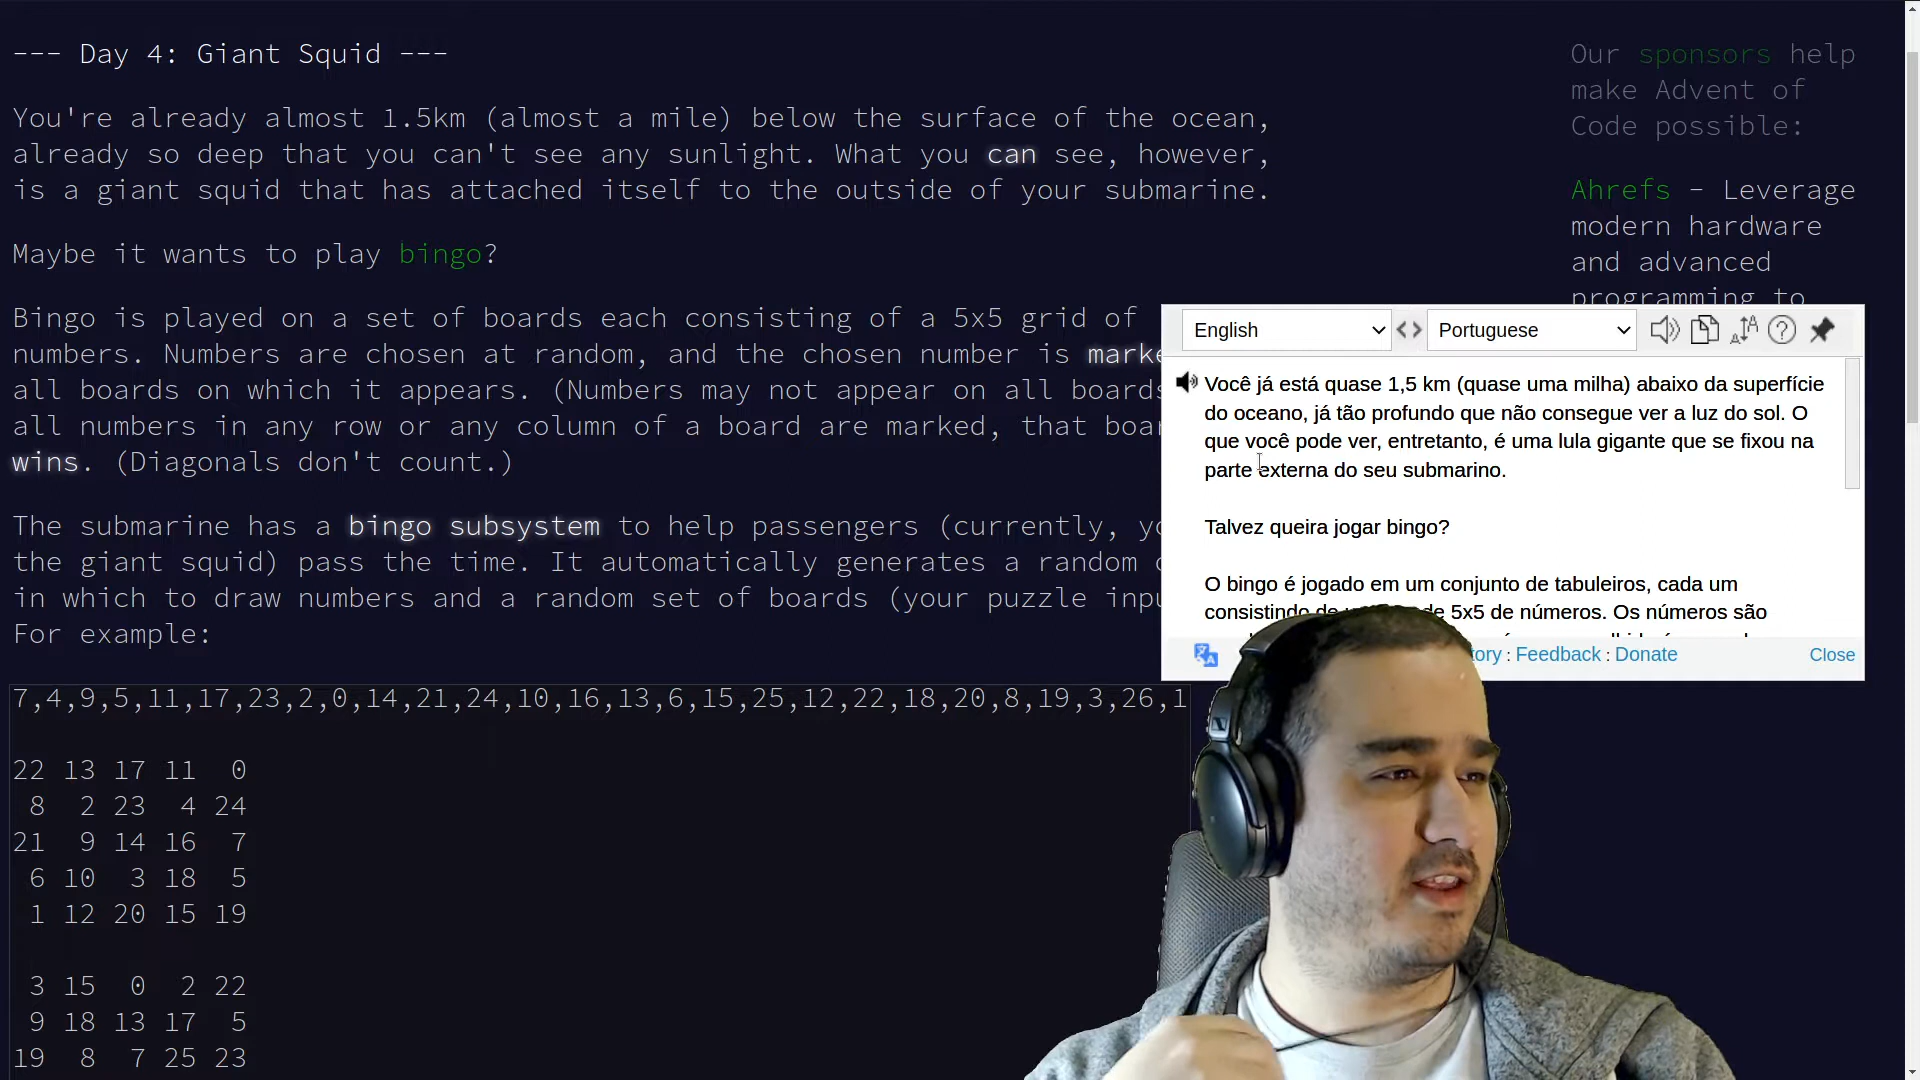 --- Day 4: Giant Squid ---
You're already almost 1.5km (almost a mile) below the surface of the ocean,
already so deep that you can't see any sunlight. What you can see, however,
is a giant squid that has attached itself to the outside of your submarine.
Maybe it wants to play bingo?
Bingo is played on a set of boards each consisting of a 5x5 grid of
numbers. Numbers are chosen at random, and the chosen number is
all boards on which it appears. (Numbers may not appear on all boards
all numbers in any row or any column of a board are marked, that
wins. (Diagonals don't count.)
The submarine has a bingo subsystem to help passengers (currently,
the giant squid) pass the time. It automatically generates a random
in which to draw numbers and a random set of boards (your puzzle
For example:
7,4,9,5,11,17,23,2,0,14,21,24,10,16,13,6,15,25,12,22,18,20,8,19,3,26,1
22 13 17 11 0
8 2 23 4 24
21 9 14 16 7
6 10 3 18 5
1 12 20 15 19
3 15 0 2 22
9 18 13 17 5
19 8 7 25 23
Our sponsors help
make Advent of
Code possible:
Ahrefs - Leverage
modern hardware
and advanced
programming to
English
Portuguese
Você já está quase 1,5 km (quase uma milha) abaixo da superfície
do oceano, já tão profundo que não consegue ver a luz do sol. O
que você pode ver, entretanto, é uma lula gigante que se fixou na
parte externa do seu submarino.
Talvez queira jogar bingo?
O bingo é jogado em um conjunto de tabuleiros, cada um
consistindo de 5x5 de números. Os números são
: Feedback : Donate
Close